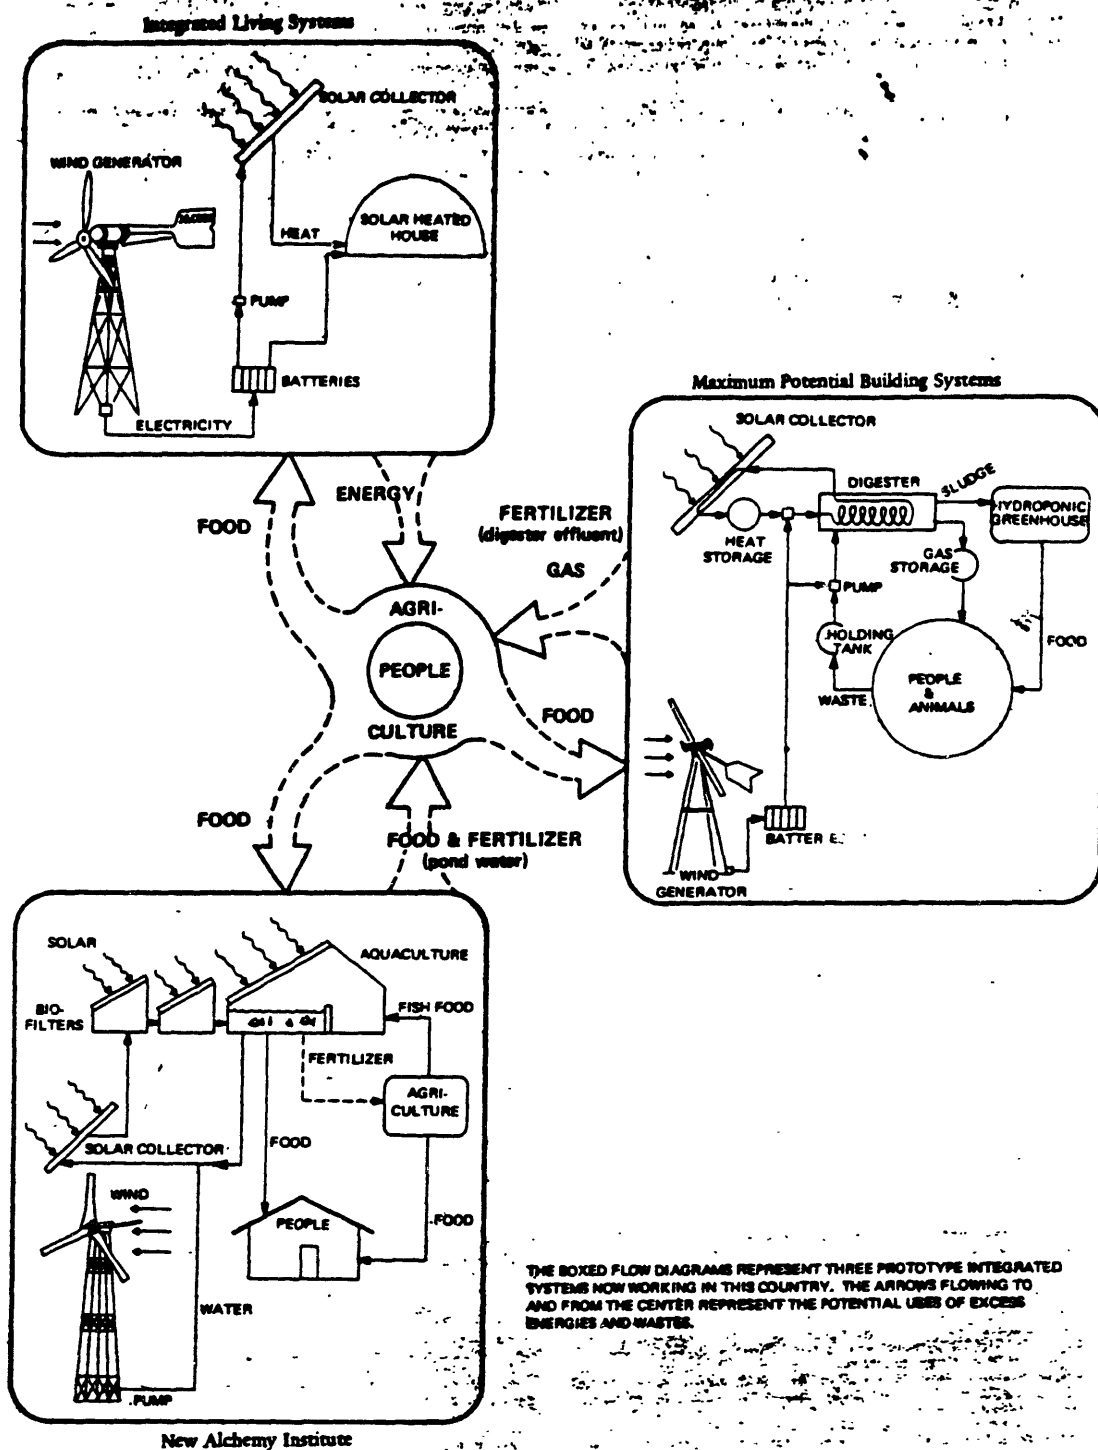 Integrated Living Systems
SOLAR COLLECTOR
WIND GENERATOR
SOLAR HEATED
HOUSE
HEAT
PUMP
BATTERIES
ELECTRICITY
Maximum Potential Building Systems
SOLAR COLLECTOR
DIGESTER
SLUDGE
HYDROPONIC
GREENHOUSE
HEAT
STORAGE
GAS
STORAGE
PUMP
HOLDING
TANK
FOOD
WASTE
PEOPLE
&
ANIMALS
BATTERIE
WIND
GENERATOR
ENERGY
FOOD
FERTILIZER
(digester effluent)
GAS
AGRI-
PEOPLE
CULTURE
FOOD
FOOD
FOOD & FERTILIZER
(pond water)
SOLAR
AQUACULTURE
BIO-
FILTERS
FISH FOOD
FERTILIZER
AGRI-
CULTURE
SOLAR COLLECTOR
FOOD
WIND
PEOPLE
FOOD
WATER
PUMP
New Alchemy Institute
THE BOXED FLOW DIAGRAMS REPRESENT THREE PROTOTYPE INTEGRATED
SYSTEMS NOW WORKING IN THIS COUNTRY. THE ARROWS FLOWING TO
AND FROM THE CENTER REPRESENT THE POTENTIAL USES OF EXCESS
ENERGIES AND WASTES.